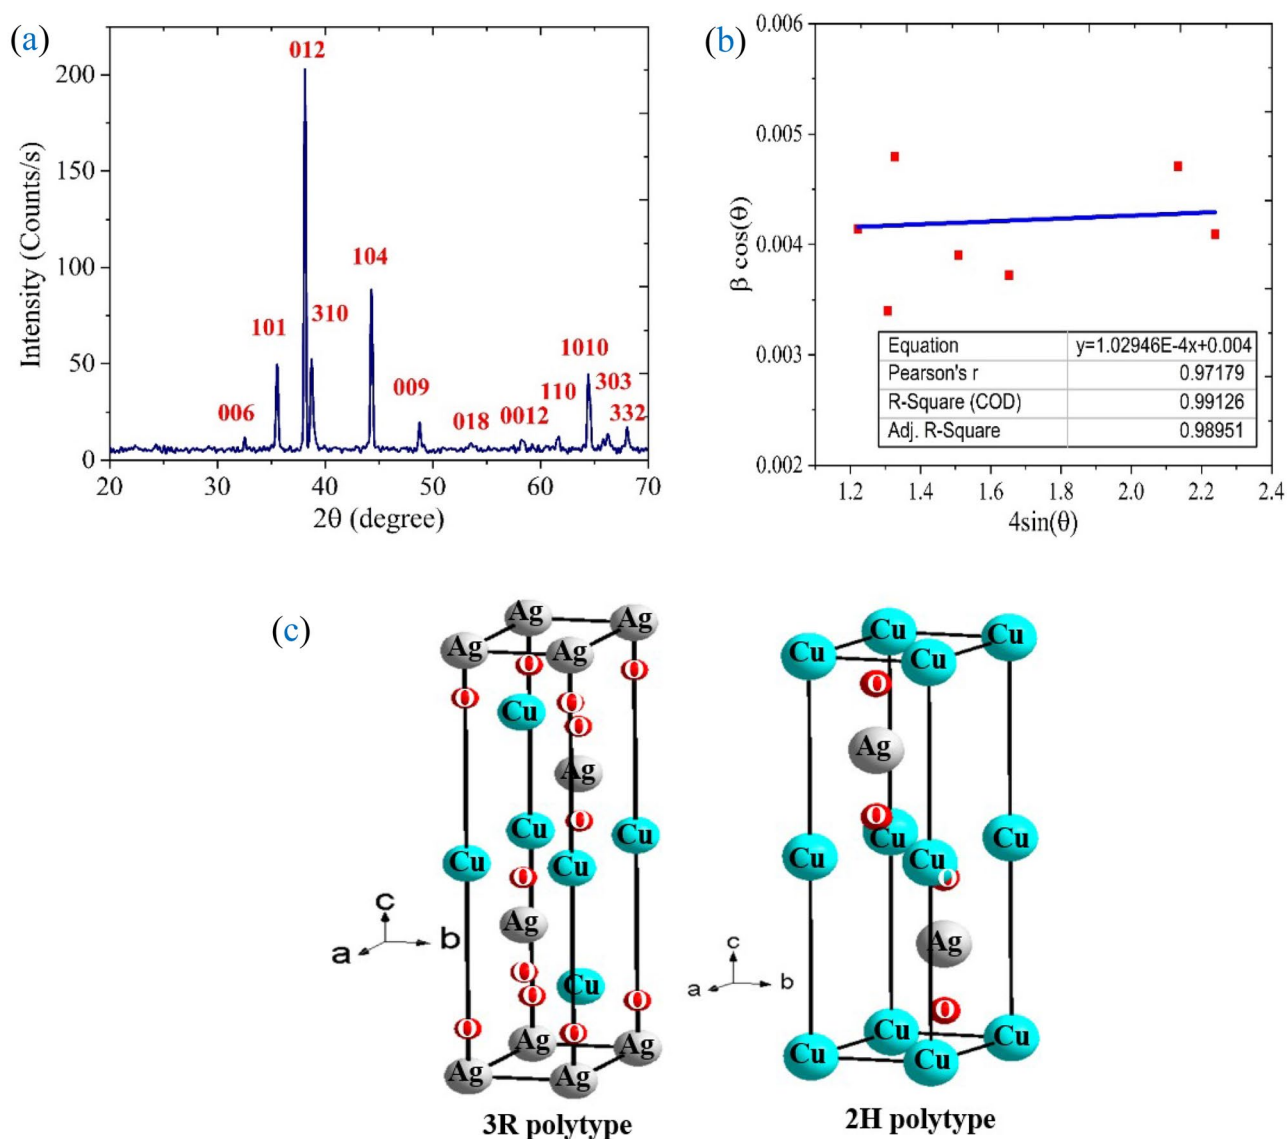 (a)
Intensity (Counts/s)
200
150
100
50
0
012
310
104
101
006
009
018
0012
110
1010
303
332
20 30 40 50 60 70
2θ (degree)
(b)
β cos(θ)
0.006
0.005
0.004
0.003
0.002
Equation y=1.02946E-4x+0.004
Pearson's r 0.97179
R-Square (COD) 0.99126
Adj. R-Square 0.98951
1.2 1.4 1.6 1.8 2.0 2.2 2.4
4sin(θ)
(c)
Ag Ag
Ag Ag
O O
O O
O
Cu
Ag
O
Cu Cu
Cu Cu
O
Ag
O
Cu
O O
O O
Ag Ag
Ag Ag
c
a b
3R polytype
Cu Cu
Cu Cu
O
Ag
O
Cu Cu
Cu Cu
O
Ag
O
Cu Cu
Cu Cu
c
a b
2H polytype